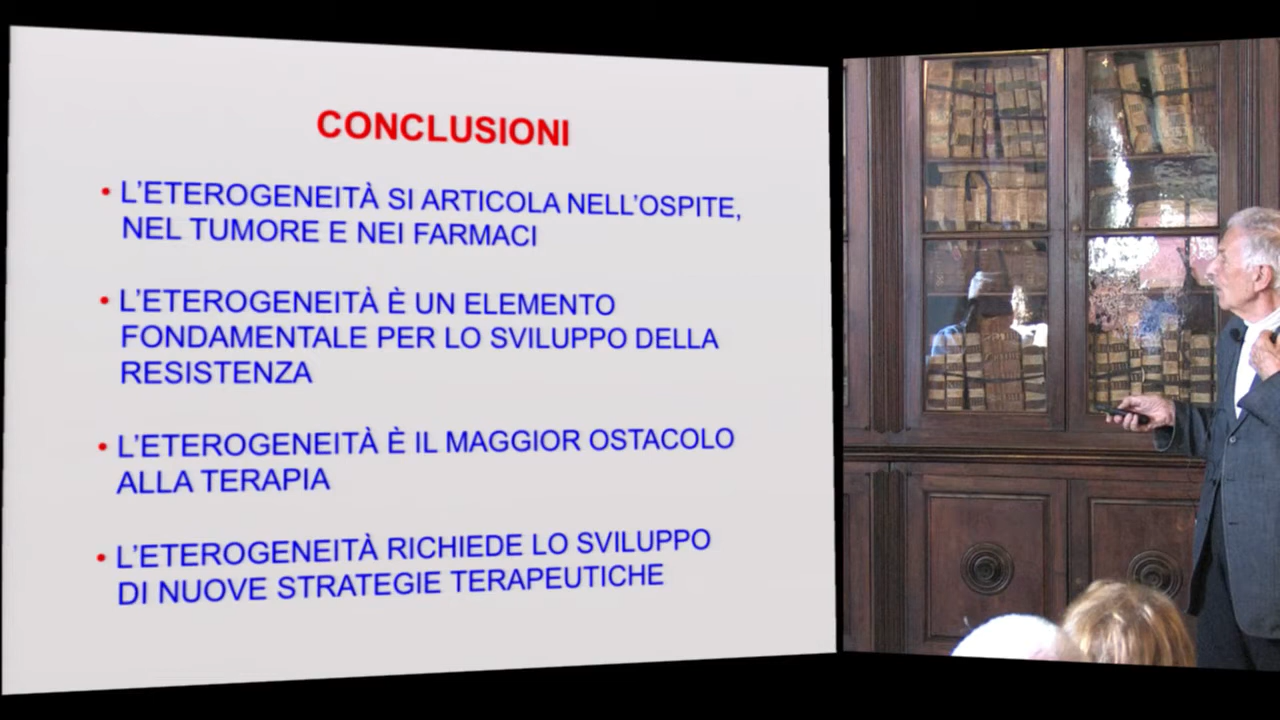 CONCLUSIONI
• L'ETEROGENEITÀ SI ARTICOLA NELL'OSPITE,
NEL TUMORE E NEI FARMACI
• L'ETEROGENEITÀ È UN ELEMENTO
FONDAMENTALE PER LO SVILUPPO DELLA
RESISTENZA
• L'ETEROGENEITÀ È IL MAGGIOR OSTACOLO
ALLA TERAPIA
• L'ETEROGENEITÀ RICHIEDE LO SVILUPPO
DI NUOVE STRATEGIE TERAPEUTICHE